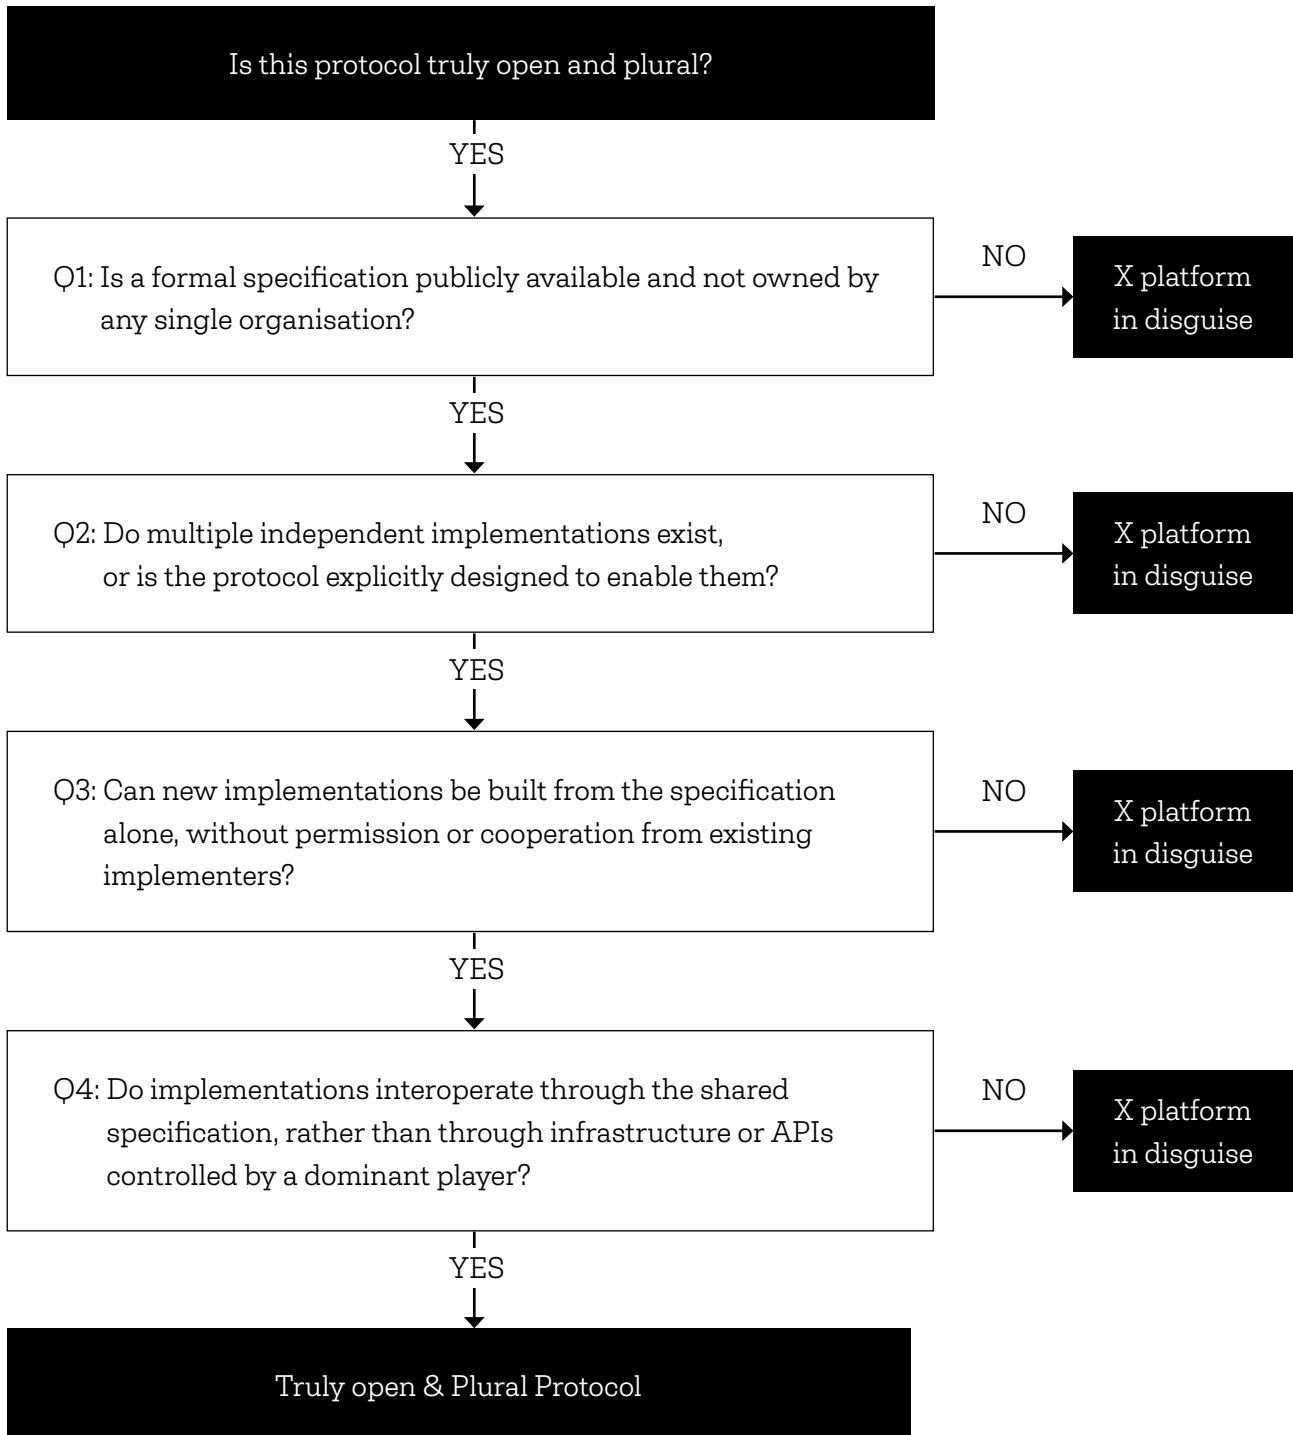 Is this protocol truly open and plural?
YES
Q1: Is a formal specification publicly available and not owned by
any single organisation?
NO
X platform
in disguise
YES
Q2: Do multiple independent implementations exist,
or is the protocol explicitly designed to enable them?
NO
X platform
in disguise
YES
Q3: Can new implementations be built from the specification
alone, without permission or cooperation from existing
implementers?
NO
X platform
in disguise
YES
Q4: Do implementations interoperate through the shared
specification, rather than through infrastructure or APIs
controlled by a dominant player?
NO
X platform
in disguise
YES
Truly open & Plural Protocol